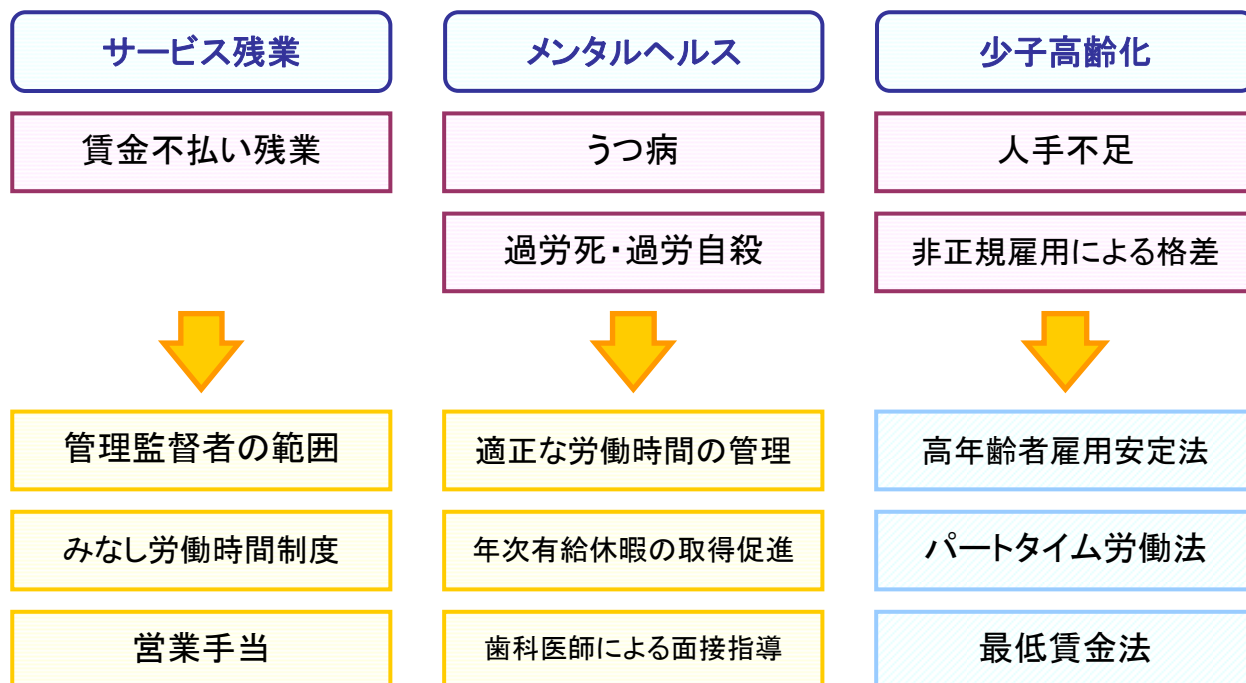 サービス残業
メンタルヘルス
少子高齢化
賃金不払い残業
うつ病
人手不足
過労死・過労自殺
非正規雇用による格差
管理監督者の範囲
適正な労働時間の管理
高年齢者雇用安定法
みなし労働時間制度
年次有給休暇の取得促進
パートタイム労働法
営業手当
歯科医師による面接指導
最低賃金法